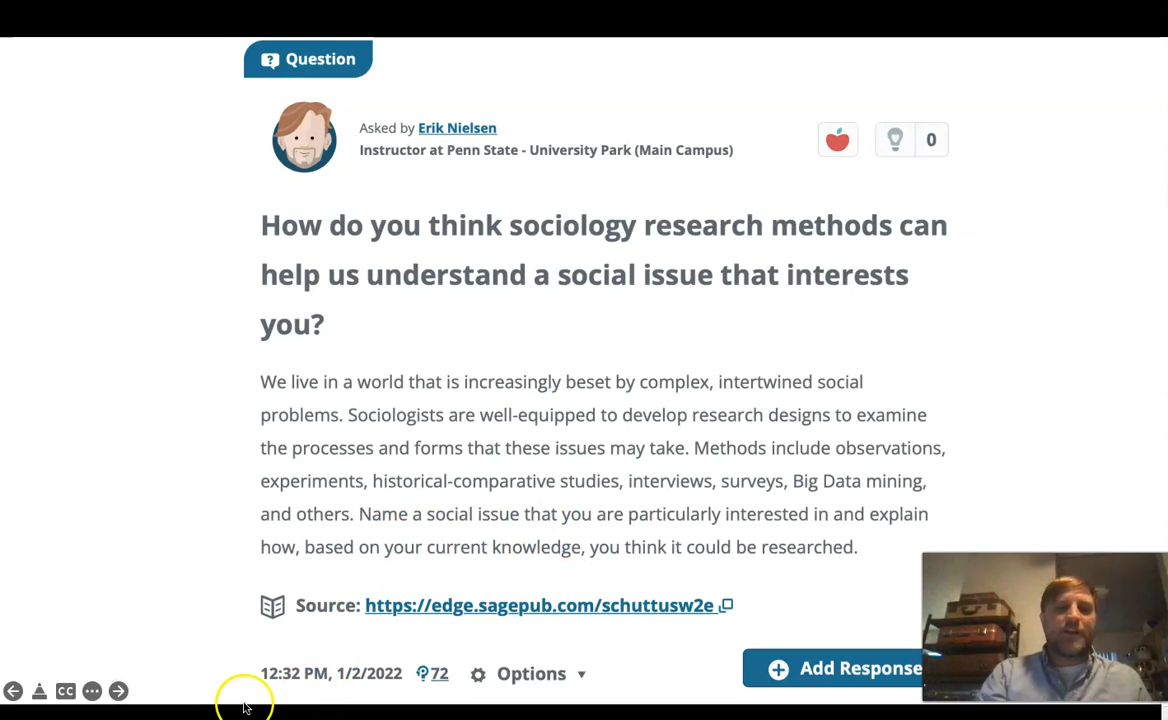 Question
Asked by Erik Nielsen
Instructor at Penn State - University Park (Main Campus)
0
How do you think sociology research methods can
help us understand a social issue that interests
you?
We live in a world that is increasingly beset by complex, intertwined social
problems. Sociologists are well-equipped to develop research designs to examine
the processes and forms that these issues may take. Methods include observations,
experiments, historical-comparative studies, interviews, surveys, Big Data mining,
and others. Name a social issue that you are particularly interested in and explain
how, based on your current knowledge, you think it could be researched.
Source: https://edge.sagepub.com/schuttusw2e
12:32 PM, 1/2/2022 72 Options Add Response
CC